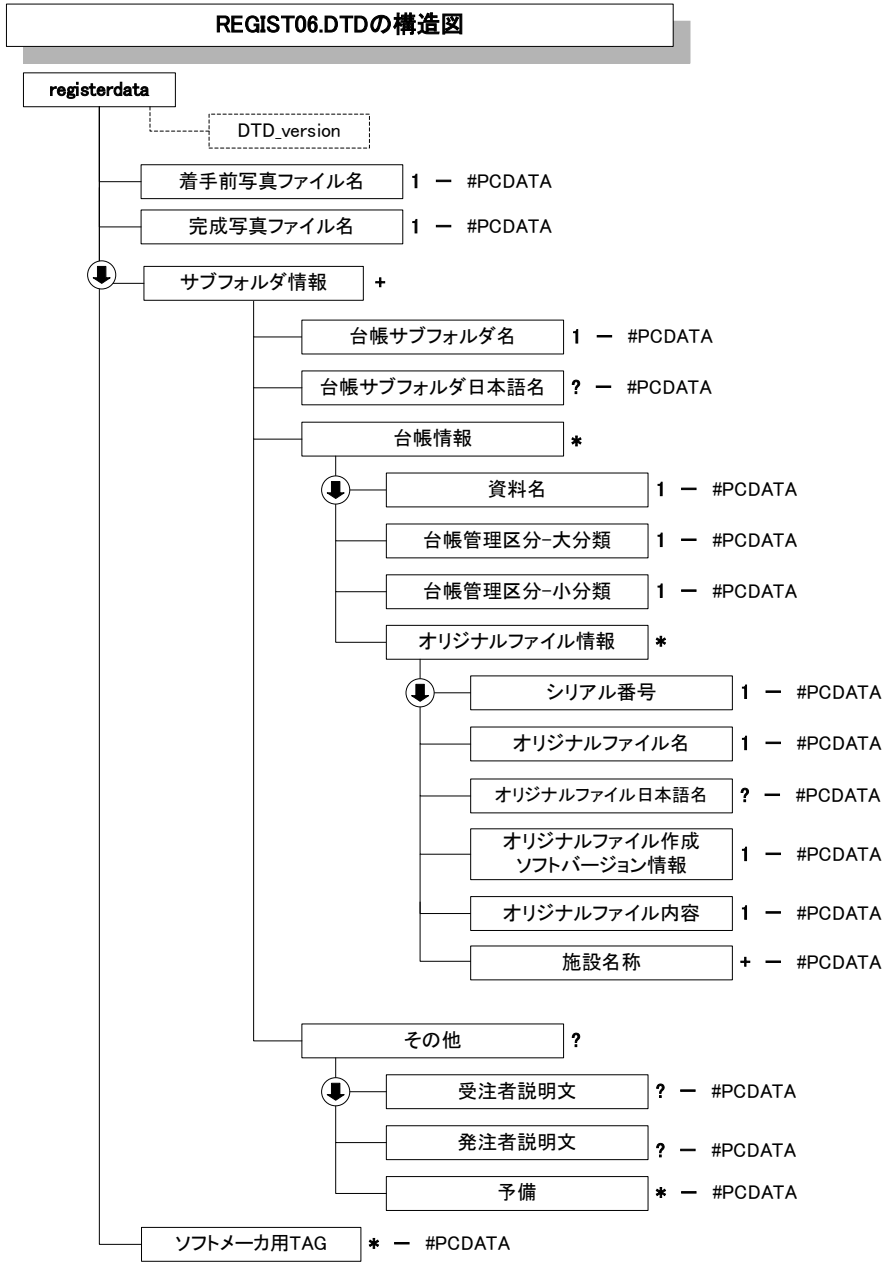 REGIST06.DTDの構造図
registerdata
DTD_version
着手前写真ファイル名 1 － #PCDATA
完成写真ファイル名 1 － #PCDATA
サブフォルダ情報 +
台帳サブフォルダ名 1 － #PCDATA
台帳サブフォルダ日本語名 ? － #PCDATA
台帳情報 *
資料名 1 － #PCDATA
台帳管理区分-大分類 1 － #PCDATA
台帳管理区分-小分類 1 － #PCDATA
オリジナルファイル情報 *
シリアル番号 1 － #PCDATA
オリジナルファイル名 1 － #PCDATA
オリジナルファイル日本語名 ? － #PCDATA
オリジナルファイル作成
ソフトバージョン情報 1 － #PCDATA
オリジナルファイル内容 1 － #PCDATA
施設名称 + － #PCDATA
その他 ?
受注者説明文 ? － #PCDATA
発注者説明文 ? － #PCDATA
予備 * － #PCDATA
ソフトメーカ用TAG * － #PCDATA